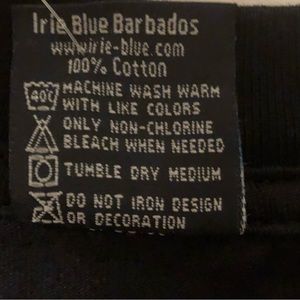 Irie Blue Barbados
www.irie-blue.com
100% Cotton
40c MACHINE WASH WARM
WITH LIKE COLORS
ONLY NON-CHLORINE
BLEACH WHEN NEEDED
TUMBLE DRY MEDIUM
DO NOT IRON DESIGN
OR DECORATION